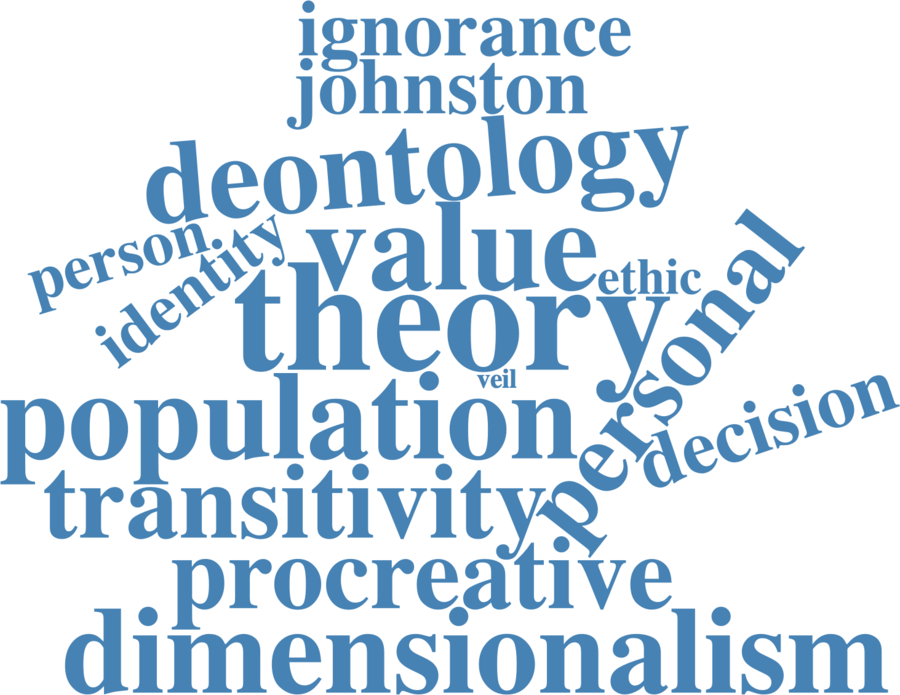 ignorance
johnston
deontology
person
identity
value
ethic
theory
personal
veil
population
decision
transitivity
procreative
dimensionalism